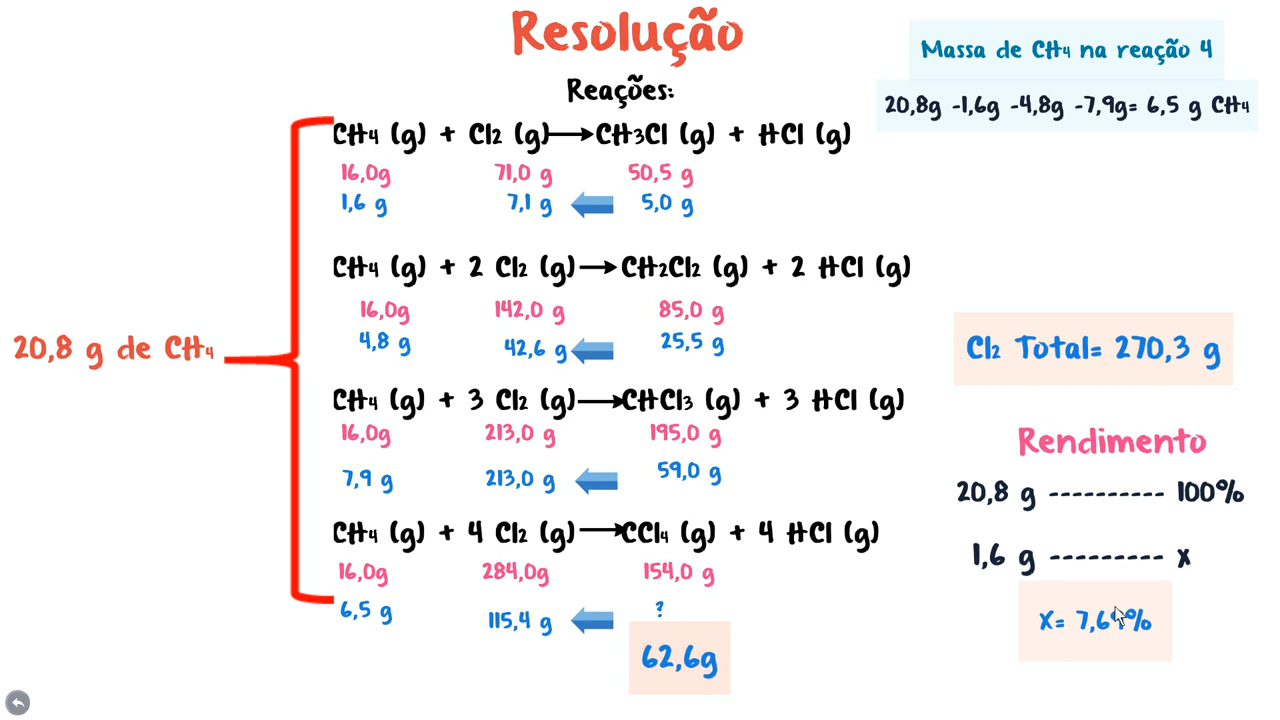 Resolução
Massa de CH4 na reação 4
20,8g -1,6g -4,8g -7,9g= 6,5 g CH4
Reações:
CH4 (g) + Cl2 (g) → CH3Cl (g) + HCl (g)
16,0g 71,0 g 50,5 g
1,6 g 7,1 g 5,0 g
CH4 (g) + 2 Cl2 (g) → CH2Cl2 (g) + 2 HCl (g)
16,0g 142,0 g 85,0 g
4,8 g 42,6 g 25,5 g
20,8 g de CH4
CH4 (g) + 3 Cl2 (g) → CHCl3 (g) + 3 HCl (g)
16,0g 213,0 g 195,0 g
7,9 g 213,0 g 59,0 g
CH4 (g) + 4 Cl2 (g) → CCl4 (g) + 4 HCl (g)
16,0g 284,0g 154,0 g
6,5 g 115,4 g ?
62,6g
Cl2 Total= 270,3 g
Rendimento
20,8 g ---------- 100%
1,6 g --------- x
x=